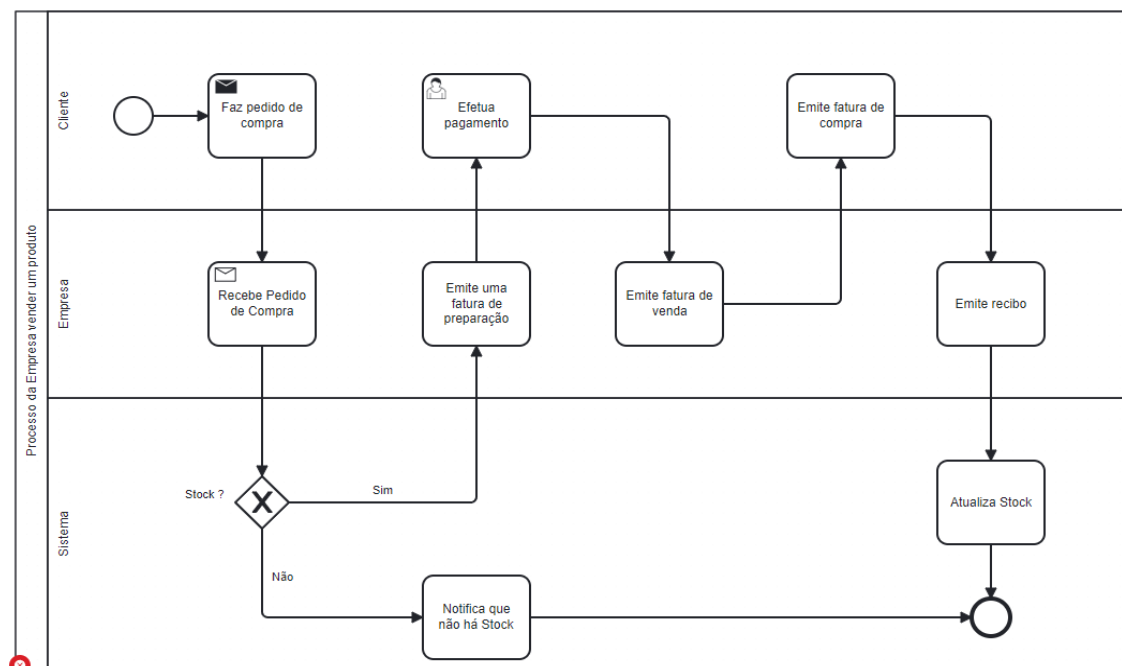 Processo da Empresa vender um produto
Cliente
Faz pedido de
compra
Efetua
pagamento
Emite fatura de
compra
Empresa
Recebe Pedido
de Compra
Emite uma
fatura de
preparação
Emite fatura de
venda
Emite recibo
Sistema
Stock ?
Sim
Não
Atualiza Stock
Notifica que
não há Stock